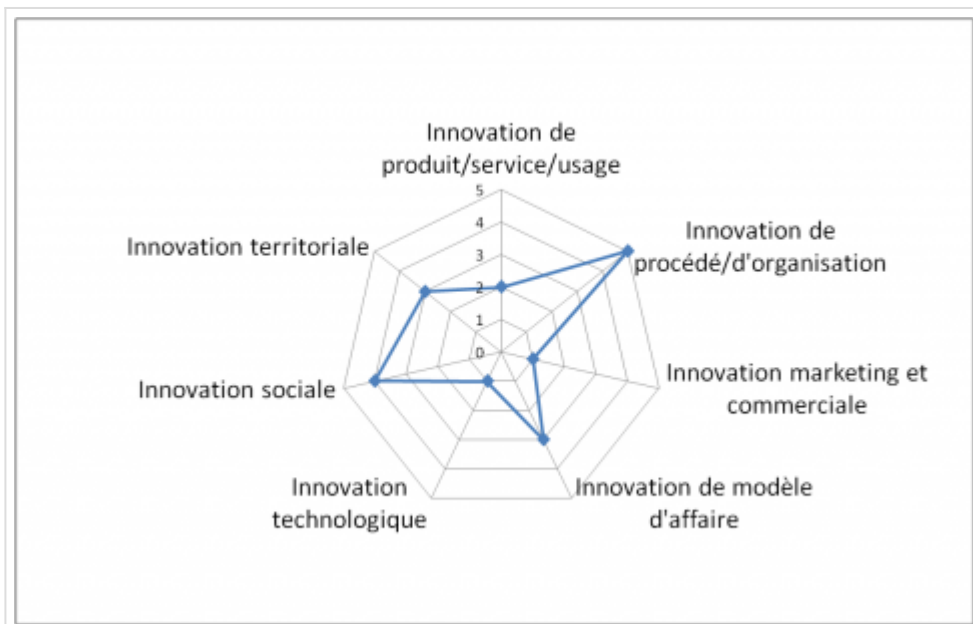 Innovation de
produit/service/usage
5
4
3
2
1
0
Innovation de
procédé/d'organisation
Innovation marketing et
commerciale
Innovation de modèle
d'affaire
Innovation
technologique
Innovation sociale
Innovation territoriale